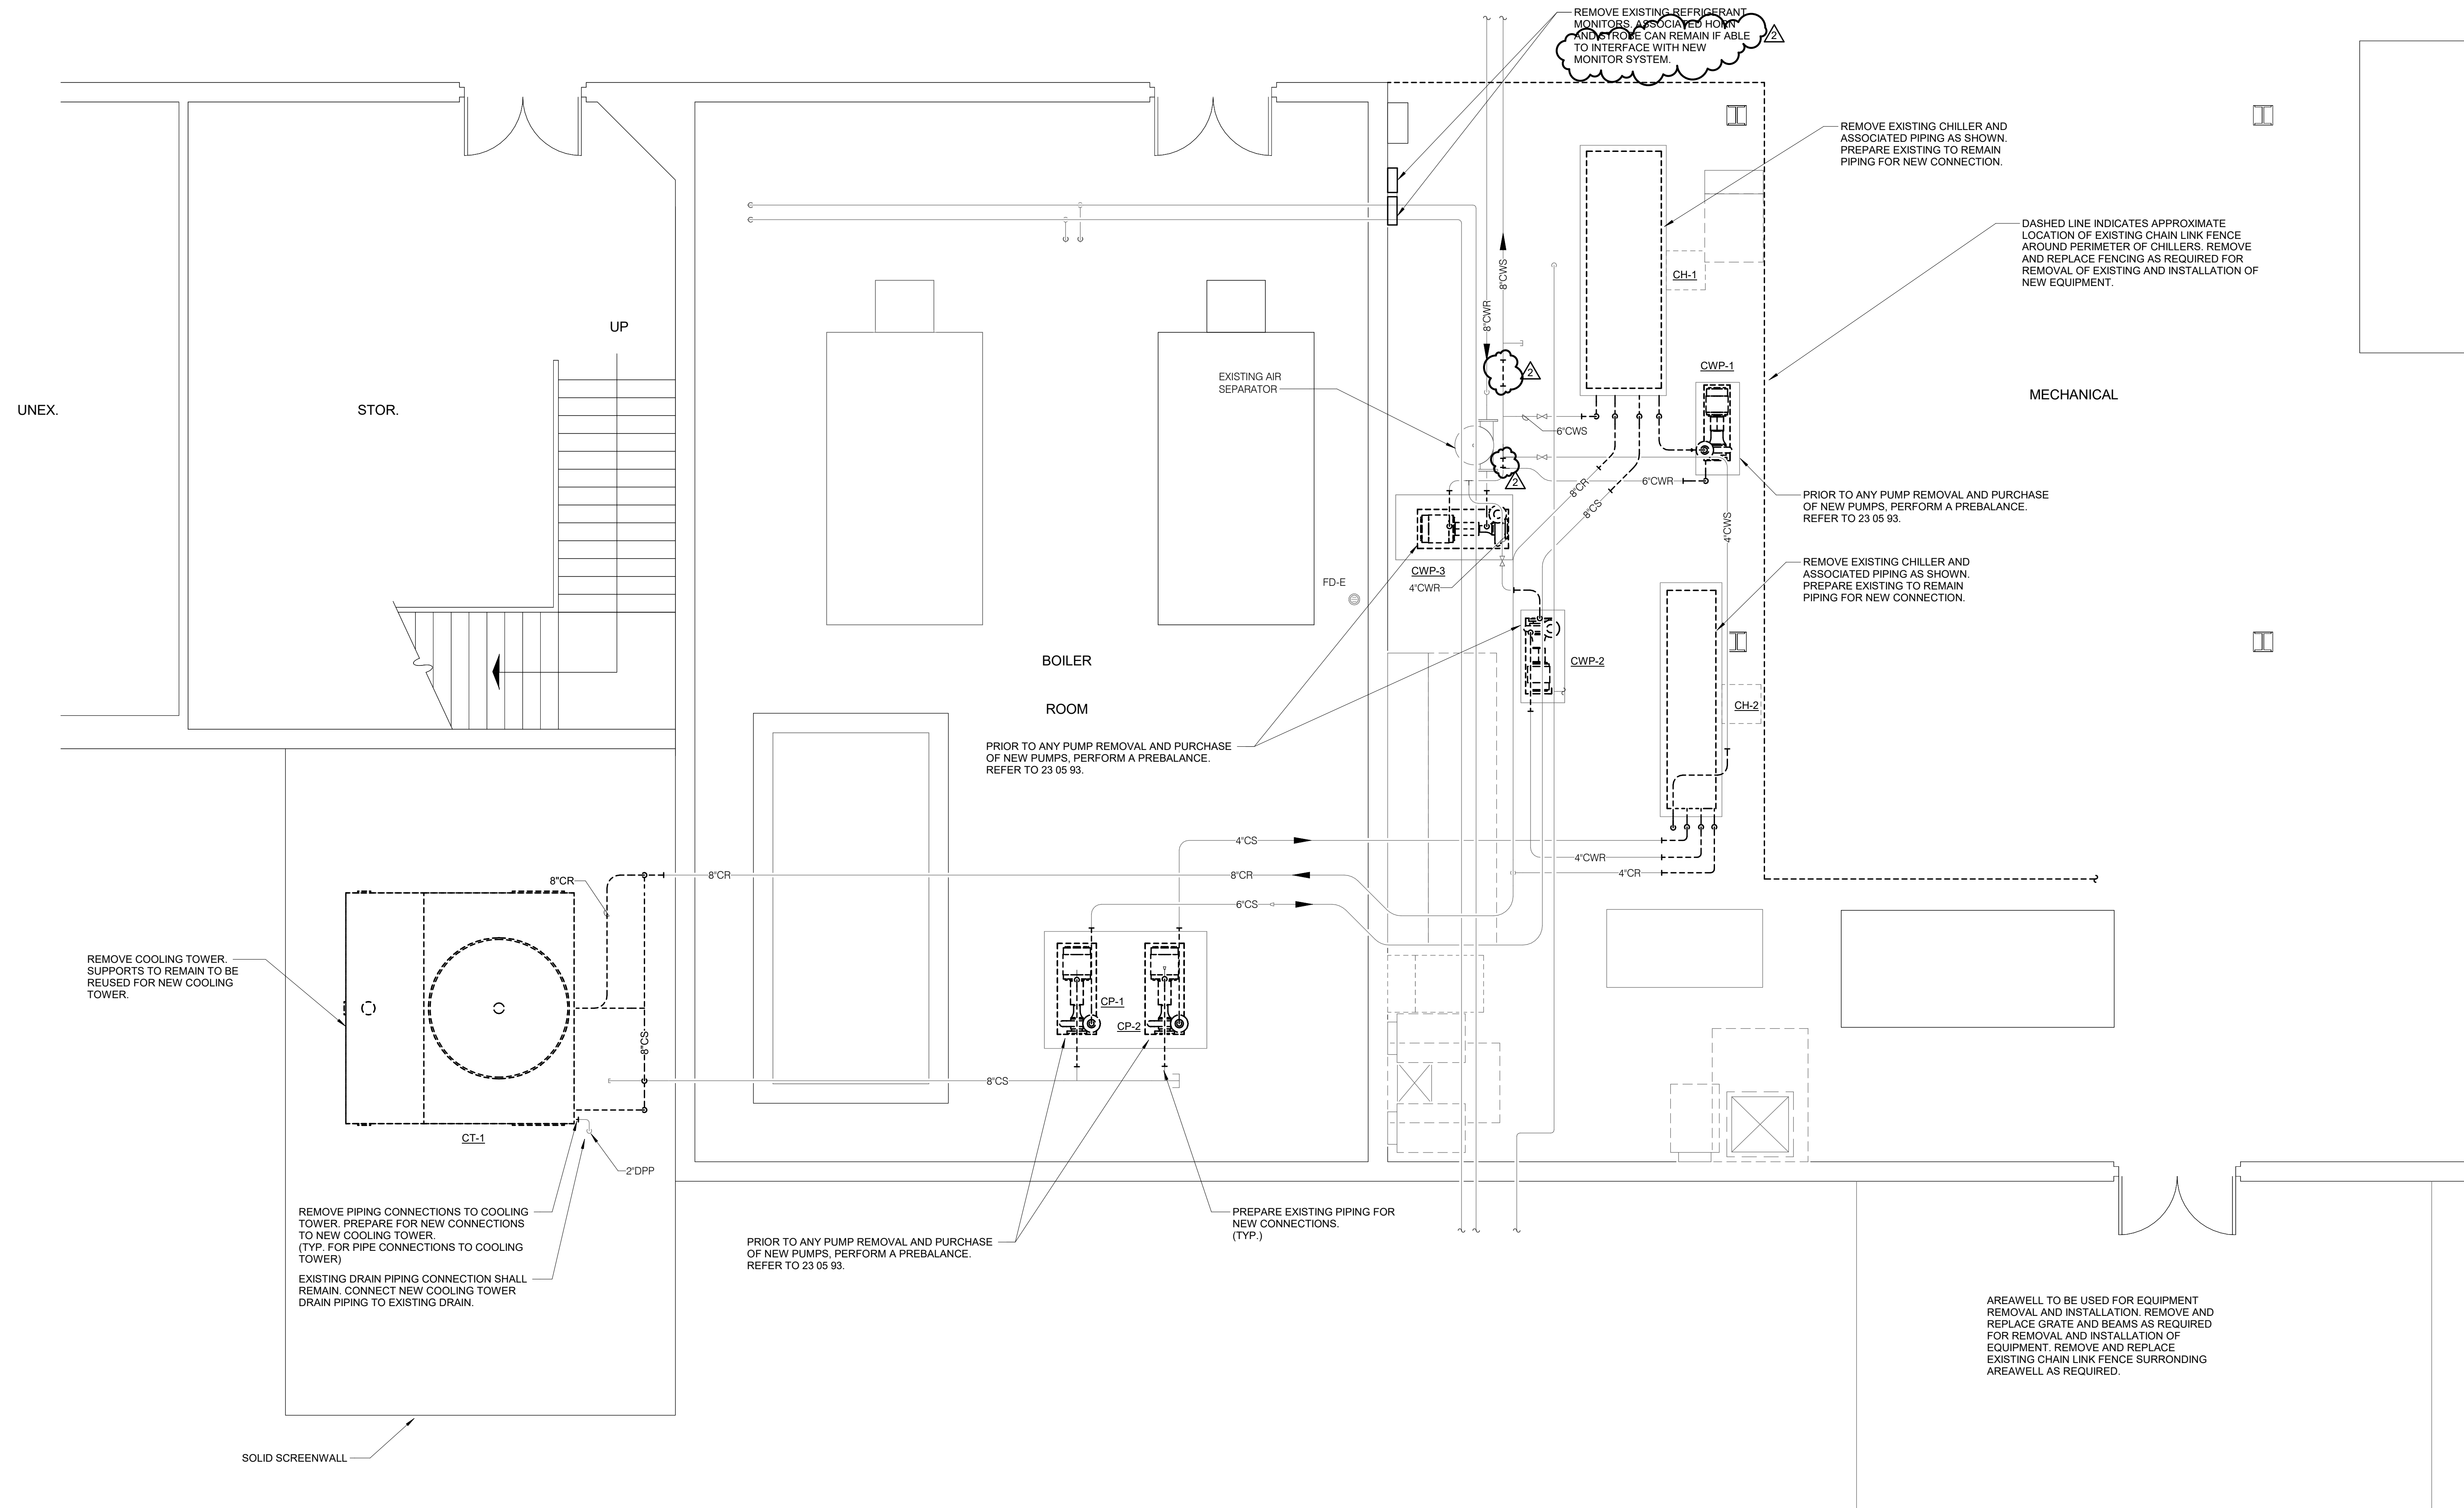 REMOVE EXISTING REFRIGERANT
MONITORS. ASSOCIATED HORN
AND STROBE CAN REMAIN IF ABLE
TO INTERFACE WITH NEW
MONITOR SYSTEM.
2
REMOVE EXISTING CHILLER AND
ASSOCIATED PIPING AS SHOWN.
PREPARE EXISTING TO REMAIN
PIPING FOR NEW CONNECTION.
DASHED LINE INDICATES APPROXIMATE
LOCATION OF EXISTING CHAIN LINK FENCE
AROUND PERIMETER OF CHILLERS. REMOVE
AND REPLACE FENCING AS REQUIRED FOR
REMOVAL OF EXISTING AND INSTALLATION OF
NEW EQUIPMENT.
CH-1
8"CWS
8"CWR
UP
2
CWP-1
EXISTING AIR
SEPARATOR
MECHANICAL
UNEX.
STOR.
6"CWS
2
8"CR
8"CS
6"CWR
4"CWS
PRIOR TO ANY PUMP REMOVAL AND PURCHASE
OF NEW PUMPS, PERFORM A PREBALANCE.
REFER TO 23 05 93.
CWP-3
4"CWR
FD-E
REMOVE EXISTING CHILLER AND
ASSOCIATED PIPING AS SHOWN.
PREPARE EXISTING TO REMAIN
PIPING FOR NEW CONNECTION.
BOILER
ROOM
CWP-2
CH-2
PRIOR TO ANY PUMP REMOVAL AND PURCHASE
OF NEW PUMPS, PERFORM A PREBALANCE.
REFER TO 23 05 93.
4"CS
4"CWR
8"CR
8"CR
8"CR
4"CR
6"CS
REMOVE COOLING TOWER.
SUPPORTS TO REMAIN TO BE
REUSED FOR NEW COOLING
TOWER.
CP-1
CP-2
8"CS
8"CS
CT-1
2"DPP
REMOVE PIPING CONNECTIONS TO COOLING
TOWER. PREPARE FOR NEW CONNECTIONS
TO NEW COOLING TOWER.
(TYP. FOR PIPE CONNECTIONS TO COOLING
TOWER)
EXISTING DRAIN PIPING CONNECTION SHALL
REMAIN. CONNECT NEW COOLING TOWER
DRAIN PIPING TO EXISTING DRAIN.
PRIOR TO ANY PUMP REMOVAL AND PURCHASE
OF NEW PUMPS, PERFORM A PREBALANCE.
REFER TO 23 05 93.
PREPARE EXISTING PIPING FOR
NEW CONNECTIONS.
(TYP.)
AREAWELL TO BE USED FOR EQUIPMENT
REMOVAL AND INSTALLATION. REMOVE AND
REPLACE GRATE AND BEAMS AS REQUIRED
FOR REMOVAL AND INSTALLATION OF
EQUIPMENT. REMOVE AND REPLACE
EXISTING CHAIN LINK FENCE SURRONDING
AREAWELL AS REQUIRED.
SOLID SCREENWALL